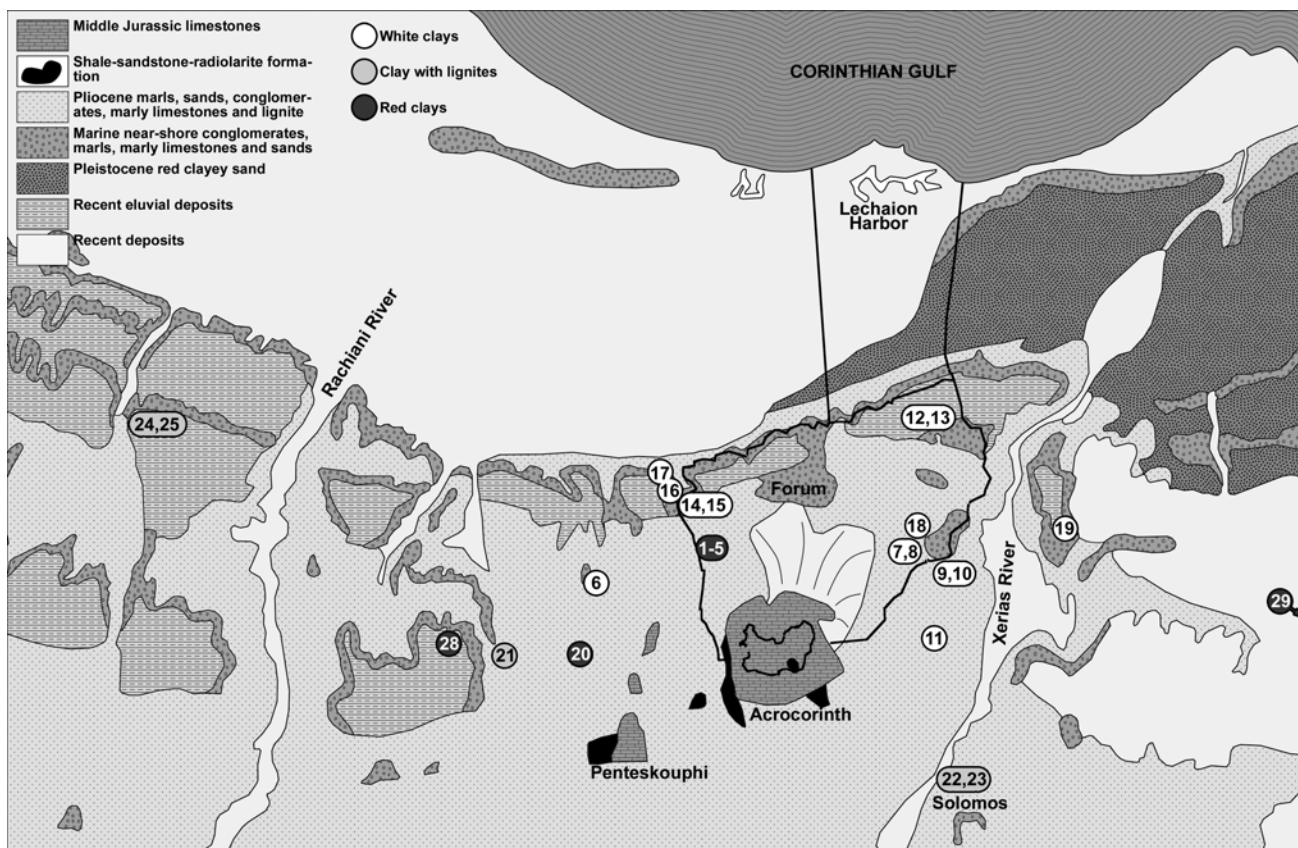 Middle Jurassic limestones
Shale-sandstone-radiolarite forma-
tion
Pliocene marls, sands, conglomer-
ates, marly limestones and lignite
Marine near-shore conglomerates,
marls, marly limestones and sands
Pleistocene red clayey sand
Recent eluvial deposits
Recent deposits
White clays
Clay with lignites
Red clays
CORINTHIAN GULF
Lechaion
Harbor
Rachiani River
24,25
12,13
17
16
14,15
Forum
18
19
1-5
7,8
9,10
6
29
Xerias River
28
21
20
11
Acrocorinth
Penteskouphi
22,23
Solomos